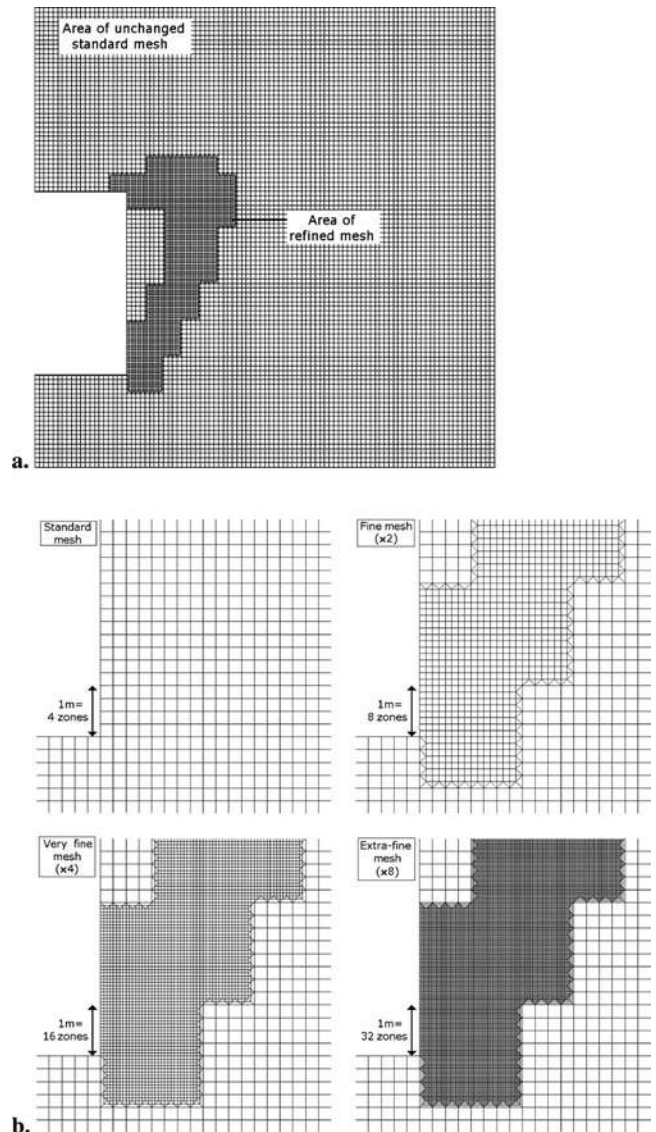 Area of unchanged
standard mesh
Area of
refined mesh
a.
Standard
mesh
1m=
4 zones
Fine mesh
(×2)
1m=
8 zones
Very fine
mesh
(×4)
1m=
16 zones
Extra-fine
mesh
(×8)
1m=
32 zones
b.